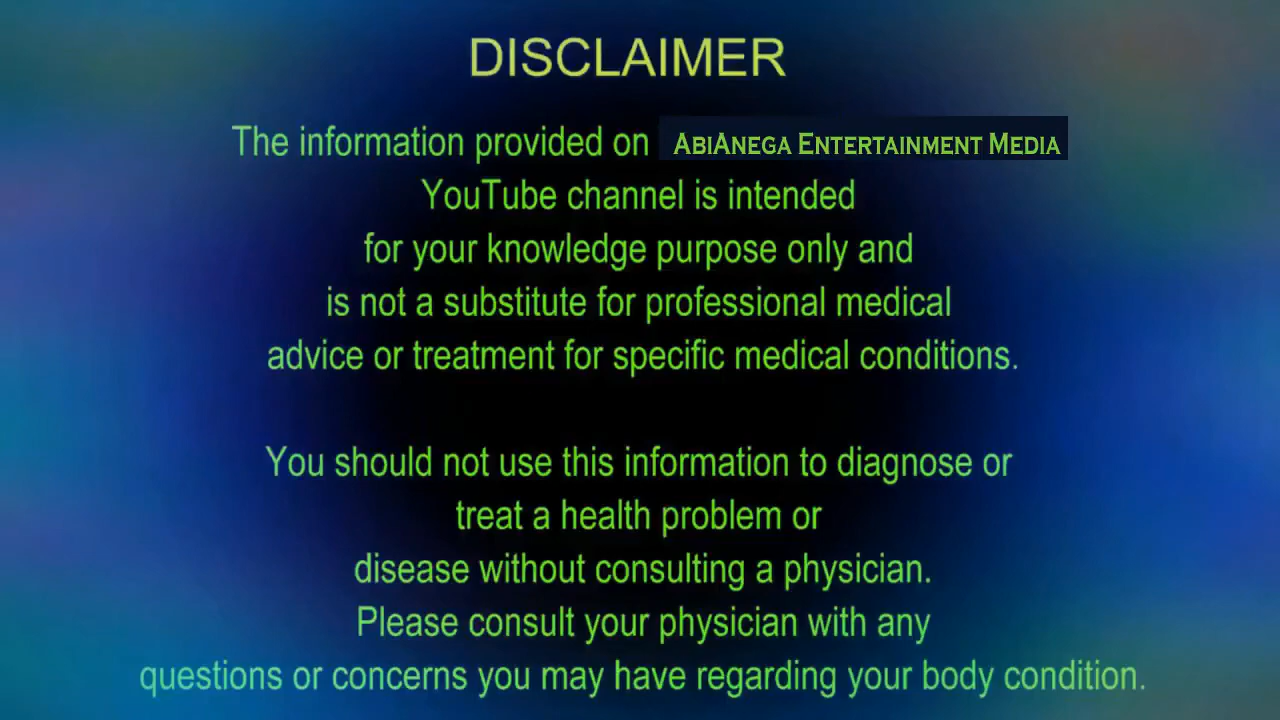 DISCLAIMER
The information provided on ABIANEGA ENTERTAINMENT MEDIA
YouTube channel is intended
for your knowledge purpose only and
is not a substitute for professional medical
advice or treatment for specific medical conditions.
You should not use this information to diagnose or
treat a health problem or
disease without consulting a physician.
Please consult your physician with any
questions or concerns you may have regarding your body condition.